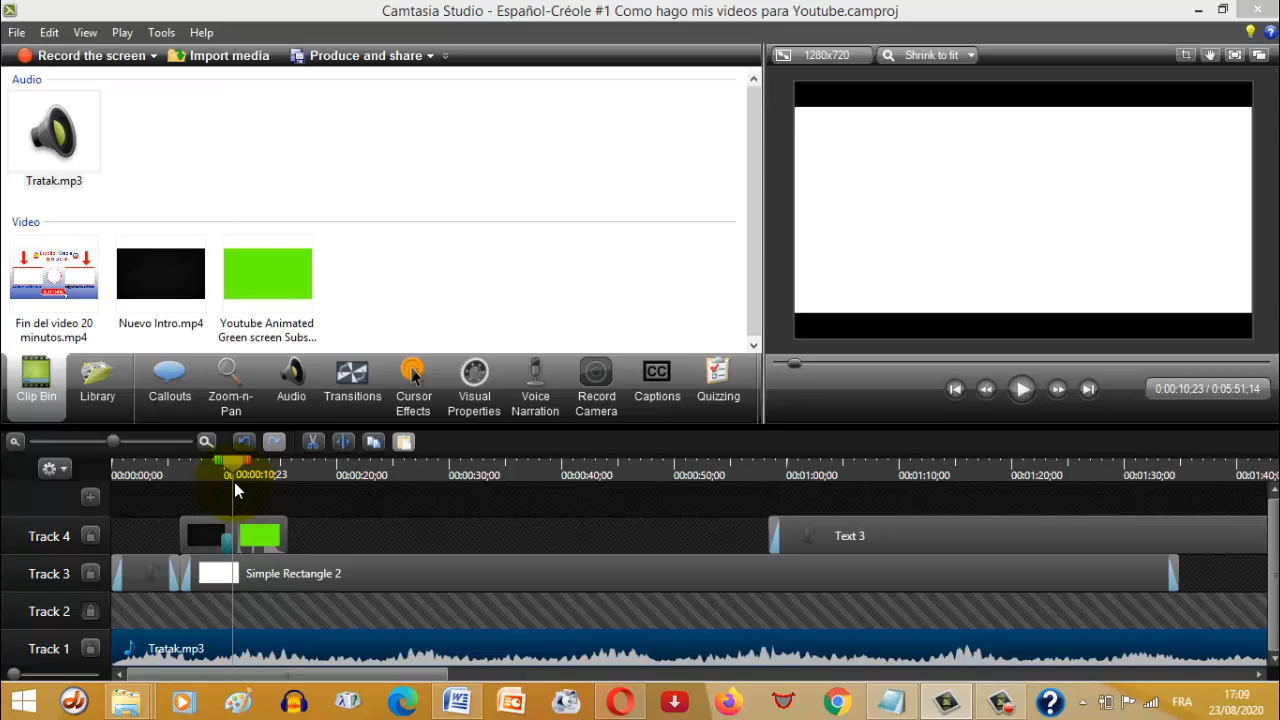 Camtasia Studio - Español-Créole #1 Como hago mis videos para Youtube.camproj
File Edit View Play Tools Help
Record the screen Import media Produce and share
1280x720 Shrink to fit
Audio
Tratak.mp3
Video
Fin del video 20
minutos.mp4
Nuevo Intro.mp4
Youtube Animated
Green screen Subs...
Clip Bin
Library
Callouts
Zoom-n-
Pan
Audio
Transitions
Cursor
Effects
Visual
Properties
Voice
Narration
Record
Camera
CC
Captions
Quizzing
0:00:10;23 / 0:05:51;14
00:00:00;00 00:00:10;23 00:00:20;00 00:00:30;00 00:00:40;00 00:00:50;00 00:01:00;00 00:01:10;00 00:01:20;00 00:01:30;00 00:01:40;0
Track 4 Text 3
Track 3 Simple Rectangle 2
Track 2
Track 1 Tratak.mp3
FRA
17:09
23/08/2020